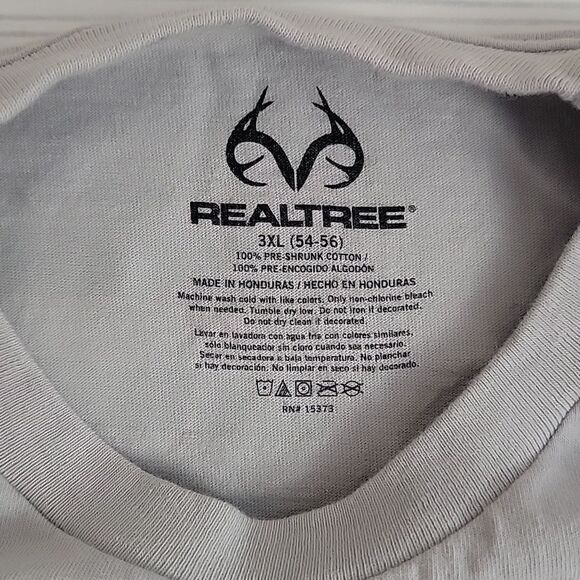 REALTREE®
3XL (54-56)
100% PRE-SHRUNK COTTON /
100% PRE-ENCOGIDO ALGODÓN
MADE IN HONDURAS / HECHO EN HONDURAS
Machine wash cold with like colors. Only non-chlorine bleach
when needed. Tumble dry low. Do not iron if decorated.
Do not dry clean if decorated.
Lavar en lavadora con agua fria con colores similares,
sólo blanqueador sin cloro cuando sea necesario.
Secar en secadora a baja temperatura. No planchar
si hay decoración. No limpiar en seco si hay decorado.
RN# 15373